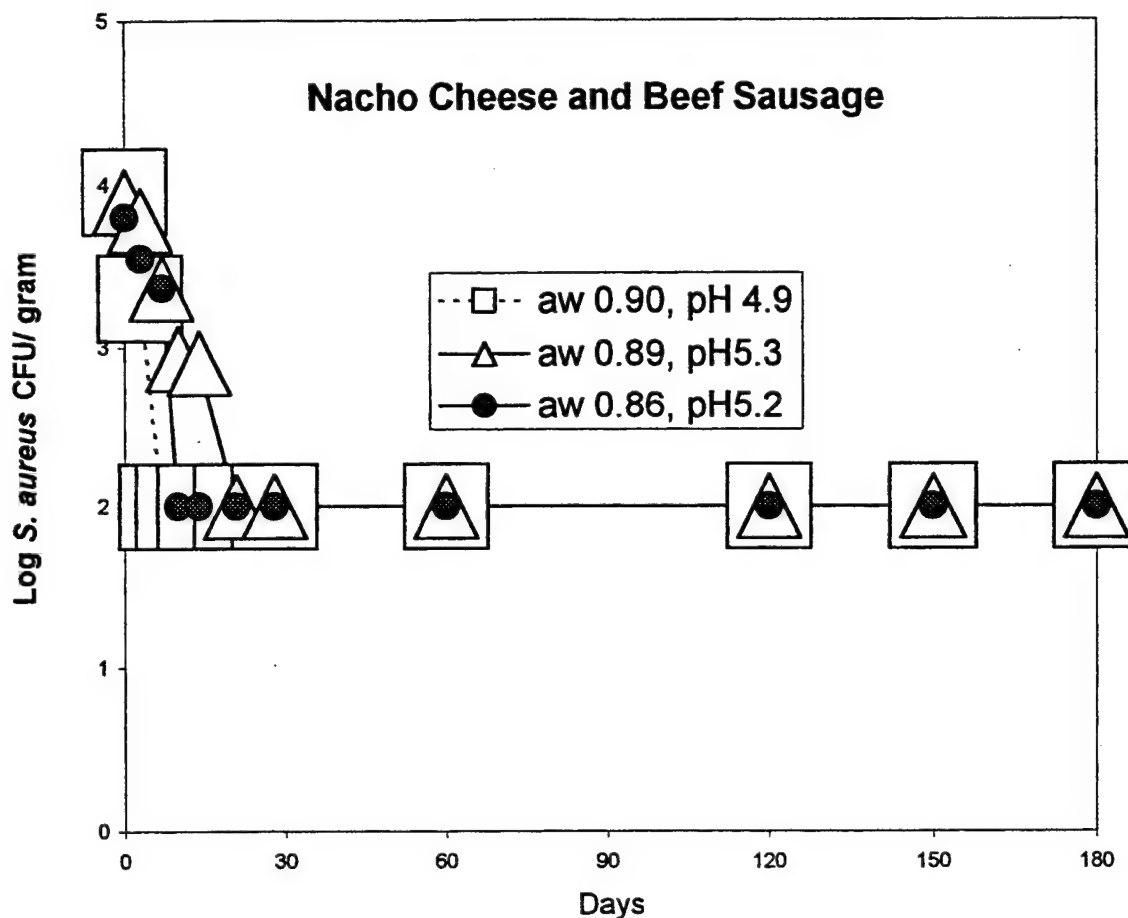 Nacho Cheese and Beef Sausage
5
4
3
2
1
0
Log S. aureus CFU/ gram
aw 0.90, pH 4.9
aw 0.89, pH5.3
aw 0.86, pH5.2
0 30 60 90 120 150 180
Days